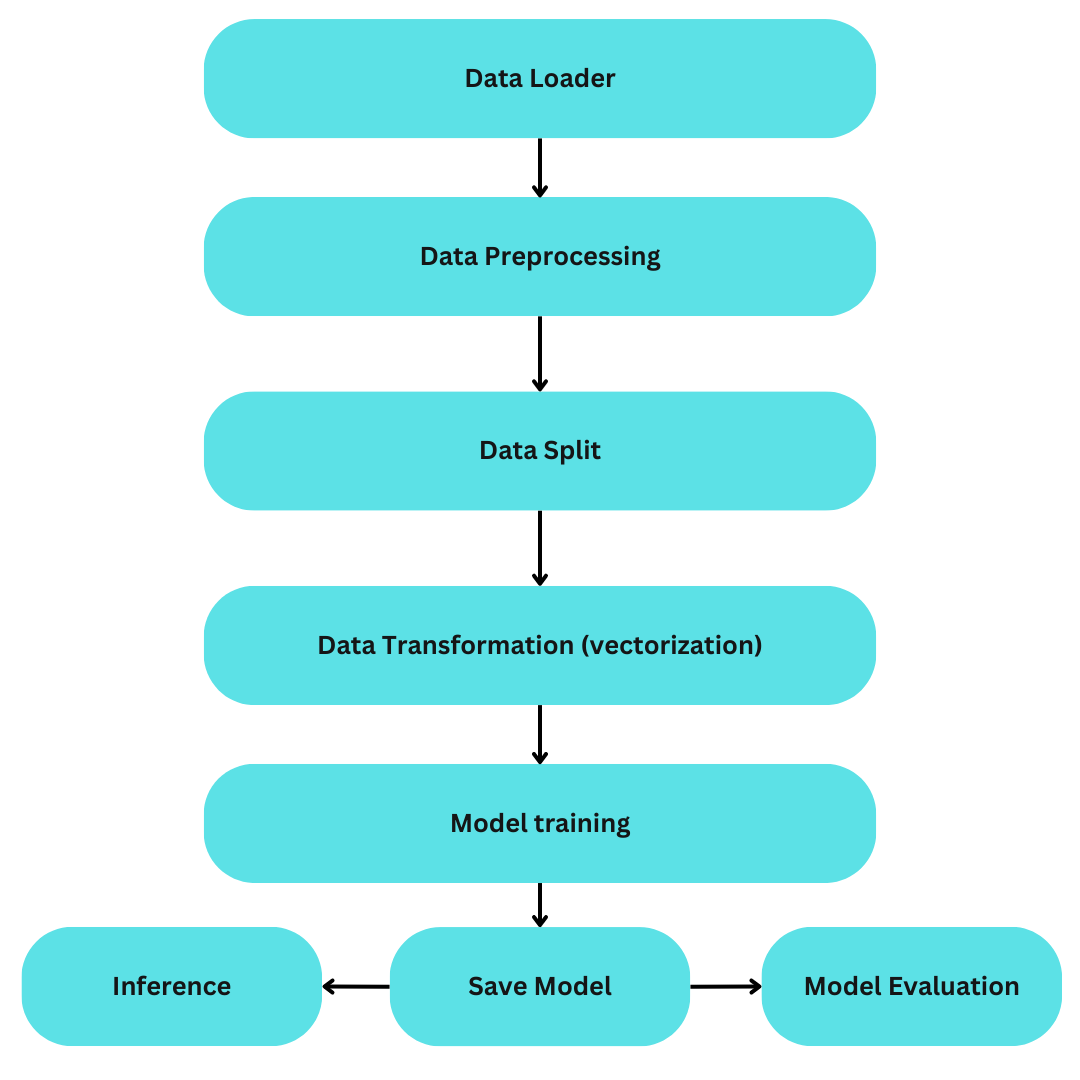 Data Loader
Data Preprocessing
Data Split
Data Transformation (vectorization)
Model training
Inference
Save Model
Model Evaluation